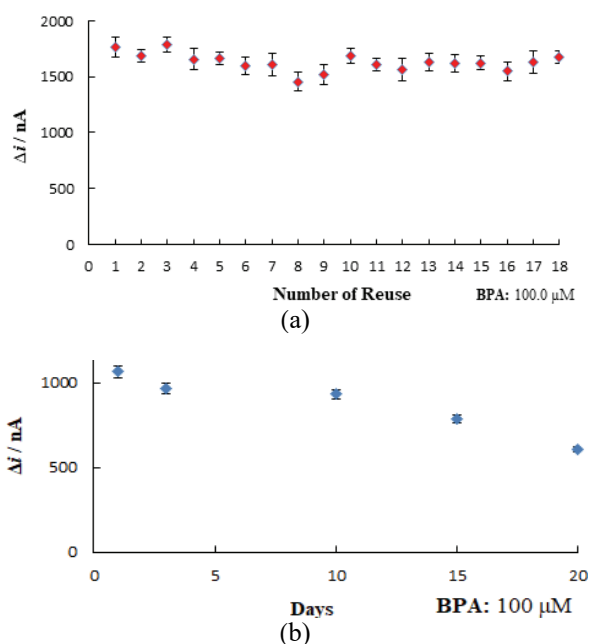 2000
1500
1000
500
0
Δi / nA
0 1 2 3 4 5 6 7 8 9 10 11 12 13 14 15 16 17 18
Number of Reuse BPA: 100.0 µM
(a)
1000
500
0
Δi / nA
0 5 10 15 20
Days BPA: 100 µM
(b)